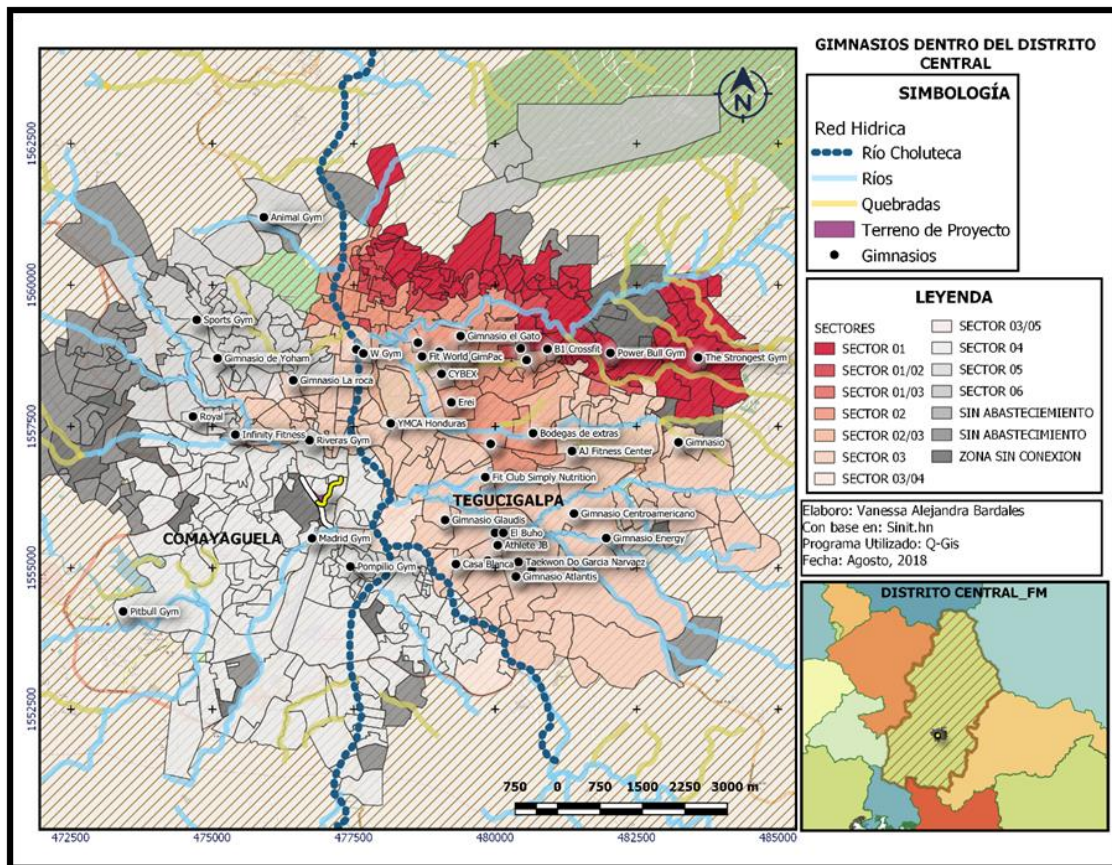 GIMNASIOS DENTRO DEL DISTRITO
CENTRAL
SIMBOLOGÍA
Red Hidrica
Río Choluteca
Ríos
Quebradas
Terreno de Proyecto
Gimnasios
LEYENDA
SECTORES
SECTOR 01
SECTOR 01/02
SECTOR 01/03
SECTOR 02
SECTOR 02/03
SECTOR 03
SECTOR 03/04
SECTOR 03/05
SECTOR 04
SECTOR 05
SECTOR 06
SIN ABASTECIEMIENTO
SIN ABASTECIMIENTO
ZONA SIN CONEXION
Elaboro: Vanessa Alejandra Bardales
Con base en: Sinit.hn
Programa Utilizado: Q-Gis
Fecha: Agosto, 2018
DISTRITO CENTRAL_FM
N
Animal Gym
Sports Gym
Gimnasio de Yoham
Gimnasio La roca
Royal
Infinity Fitness
Riveras Gym
W Gym
Gimnasio el Gato
Fit World GimPac
CYBEX
Erei
YMCA Honduras
B1 Crossfit
Power Bull Gym
The Strongest Gym
Bodegas de extras
AJ Fitness Center
Gimnasio
Fit Club Simply Nutrition
TEGUCIGALPA
Gimnasio Glaudis
Gimnasio Centroamericano
El Buho
Athlete JB
Gimnasio Energy
COMAYAGUELA
Madrid Gym
Pompilio Gym
Casa Blanca
Taekwon Do Garcia Narvaez
Gimnasio Atlantis
Pitbull Gym
750 0 750 1500 2250 3000 m
1562500
1560000
1557500
1555000
1552500
472500 475000 477500 480000 482500 485000